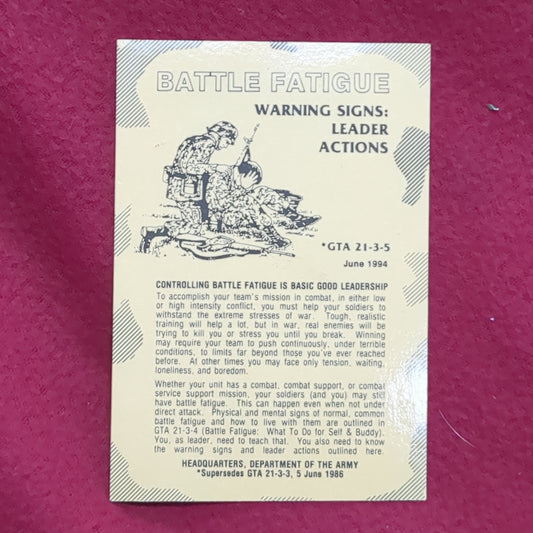 BATTLE FATIGUE
WARNING SIGNS:
LEADER
ACTIONS
*GTA 21-3-5
June 1994
CONTROLLING BATTLE FATIGUE IS BASIC GOOD LEADERSHIP
To accomplish your team's mission in combat, in either low
or high intensity conflict, you must help your soldiers to
withstand the extreme stresses of war. Tough, realistic
training will help a lot, but in war, real enemies will be
trying to kill you or stress you until you break. Winning
may require your team to push continuously, under terrible
conditions, to limits far beyond those you've ever reached
before. At other times you may face only tension, waiting,
loneliness, and boredom.
Whether your unit has a combat, combat support, or combat
service support mission, your soldiers (and you) may still
have battle fatigue. This can happen even when not under
direct attack. Physical and mental signs of normal, common
battle fatigue and how to live with them are outlined in
GTA 21-3-4 (Battle Fatigue: What To Do for Self & Buddy).
You, as leader, need to teach that. You also need to know
the warning signs and leader actions outlined here.
HEADQUARTERS, DEPARTMENT OF THE ARMY
*Supersedes GTA 21-3-3, 5 June 1986